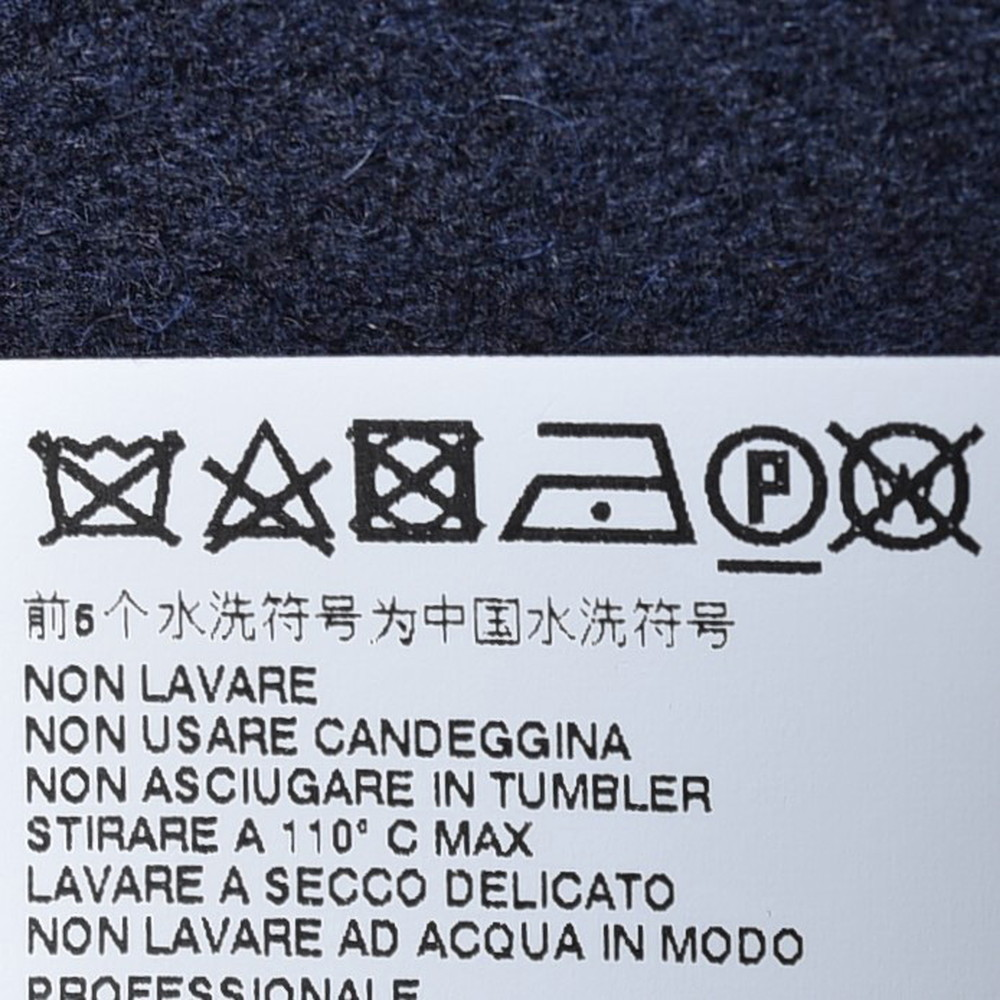 P W
前5个水洗符号为中国水洗符号
NON LAVARE
NON USARE CANDEGGINA
NON ASCIUGARE IN TUMBLER
STIRARE A 110° C MAX
LAVARE A SECCO DELICATO
NON LAVARE AD ACQUA IN MODO
PROFESSIONALE